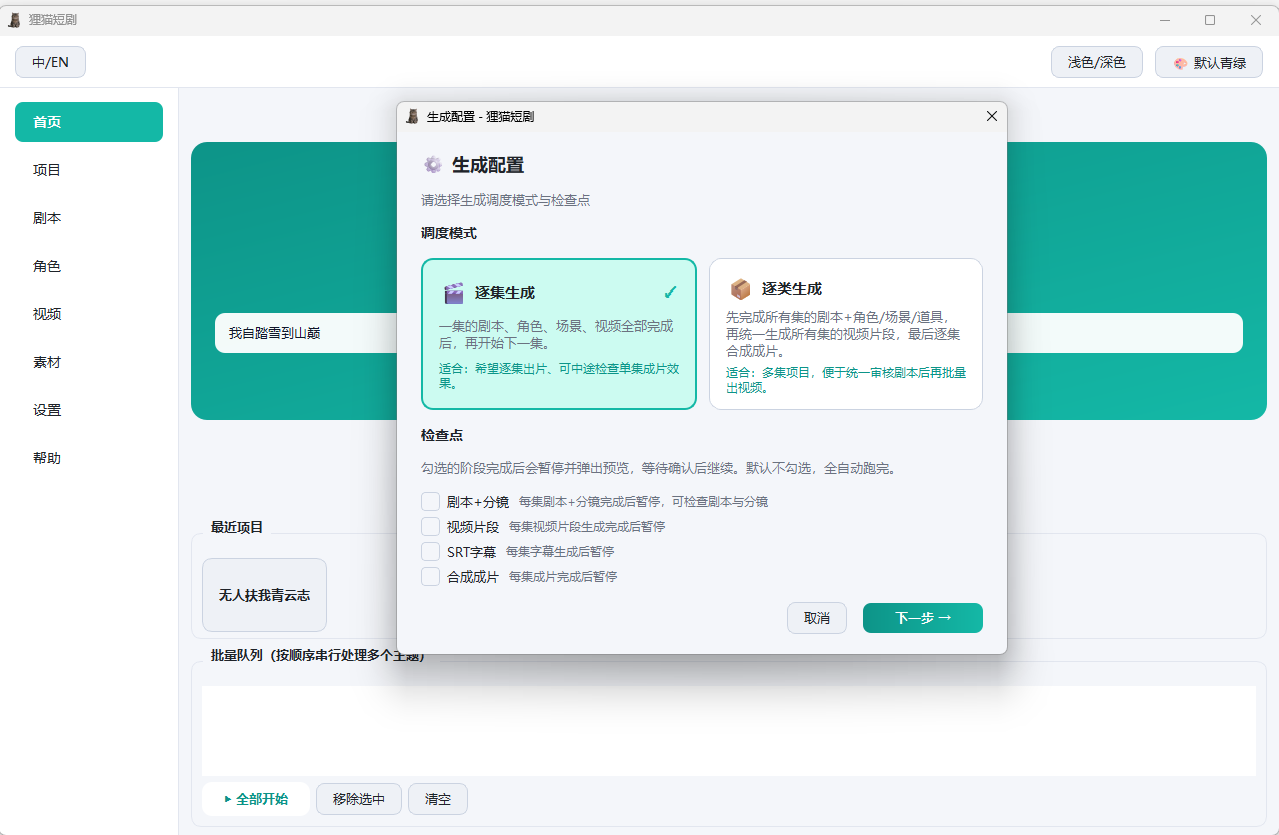 狸猫短剧
中/EN
浅色/深色
默认青绿
首页
项目
剧本
角色
视频
素材
设置
帮助
我自踏雪到山巅
最近项目
无人扶我青云志
批量队列（按顺序串行处理多个主题）
全部开始
移除选中
清空
生成配置 - 狸猫短剧
生成配置
请选择生成调度模式与检查点
调度模式
逐集生成
一集的剧本、角色、场景、视频全部完成
后，再开始下一集。
适合：希望逐集出片、可中途检查单集成片效
果。
逐类生成
先完成所有集的剧本+角色/场景/道具，
再统一生成所有集的视频片段，最后逐集
合成成片。
适合：多集项目，便于统一审核剧本后再批量
出视频。
检查点
勾选的阶段完成后会暂停并弹出预览，等待确认后继续。默认不勾选，全自动跑完。
剧本+分镜 每集剧本+分镜完成后暂停，可检查剧本与分镜
视频片段 每集视频片段生成完成后暂停
SRT字幕 每集字幕生成后暂停
合成成片 每集成片完成后暂停
取消
下一步 →